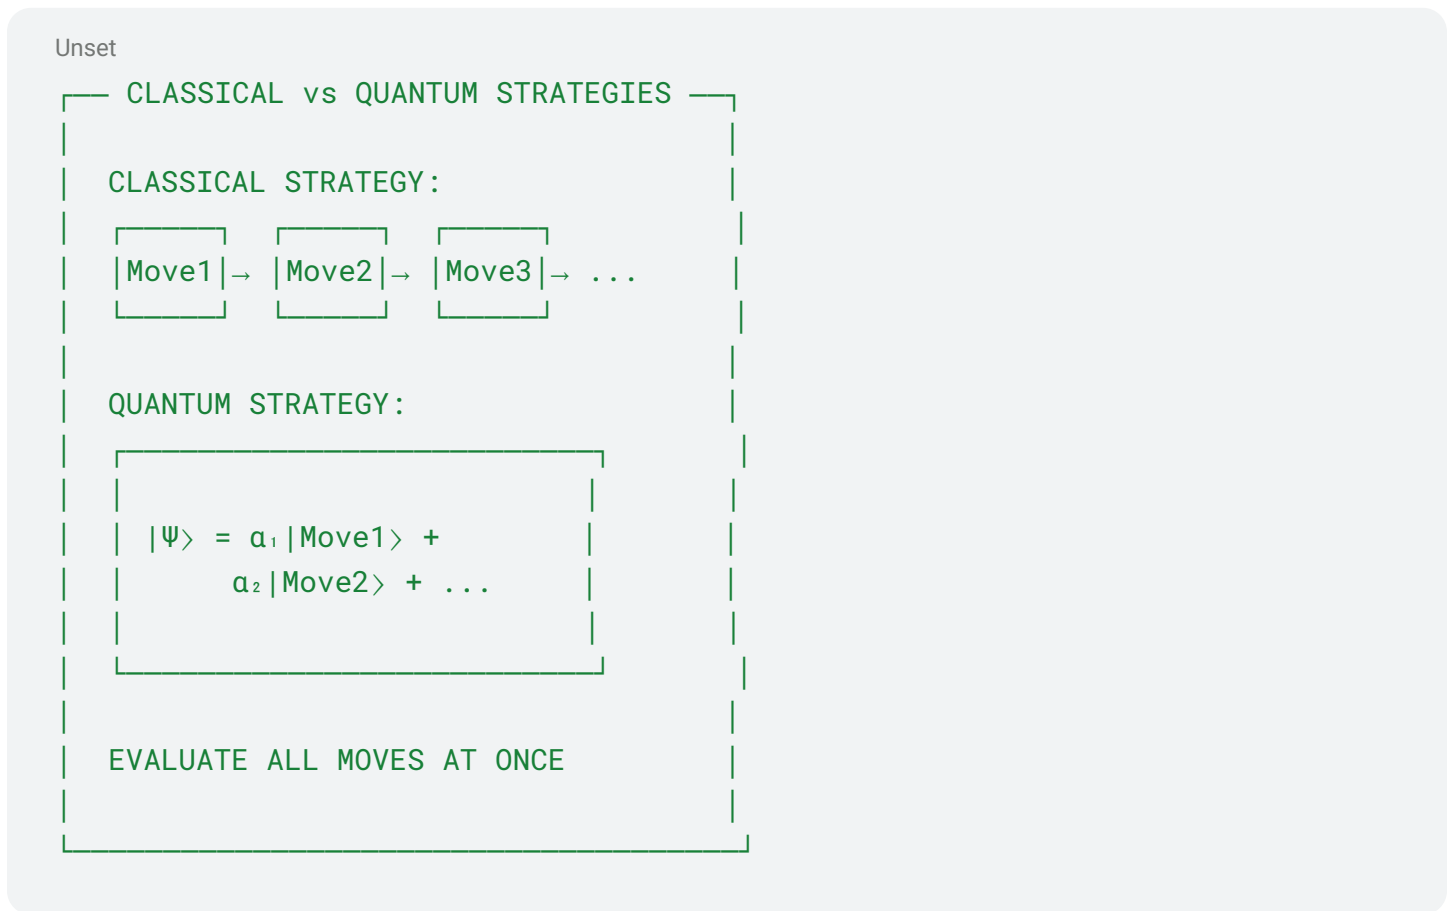 Unset
CLASSICAL vs QUANTUM STRATEGIES
CLASSICAL STRATEGY:
|Move1|→ |Move2|→ |Move3|→ ...
QUANTUM STRATEGY:
|Ψ〉 = α₁|Move1〉 +
α₂|Move2〉 + ...
EVALUATE ALL MOVES AT ONCE